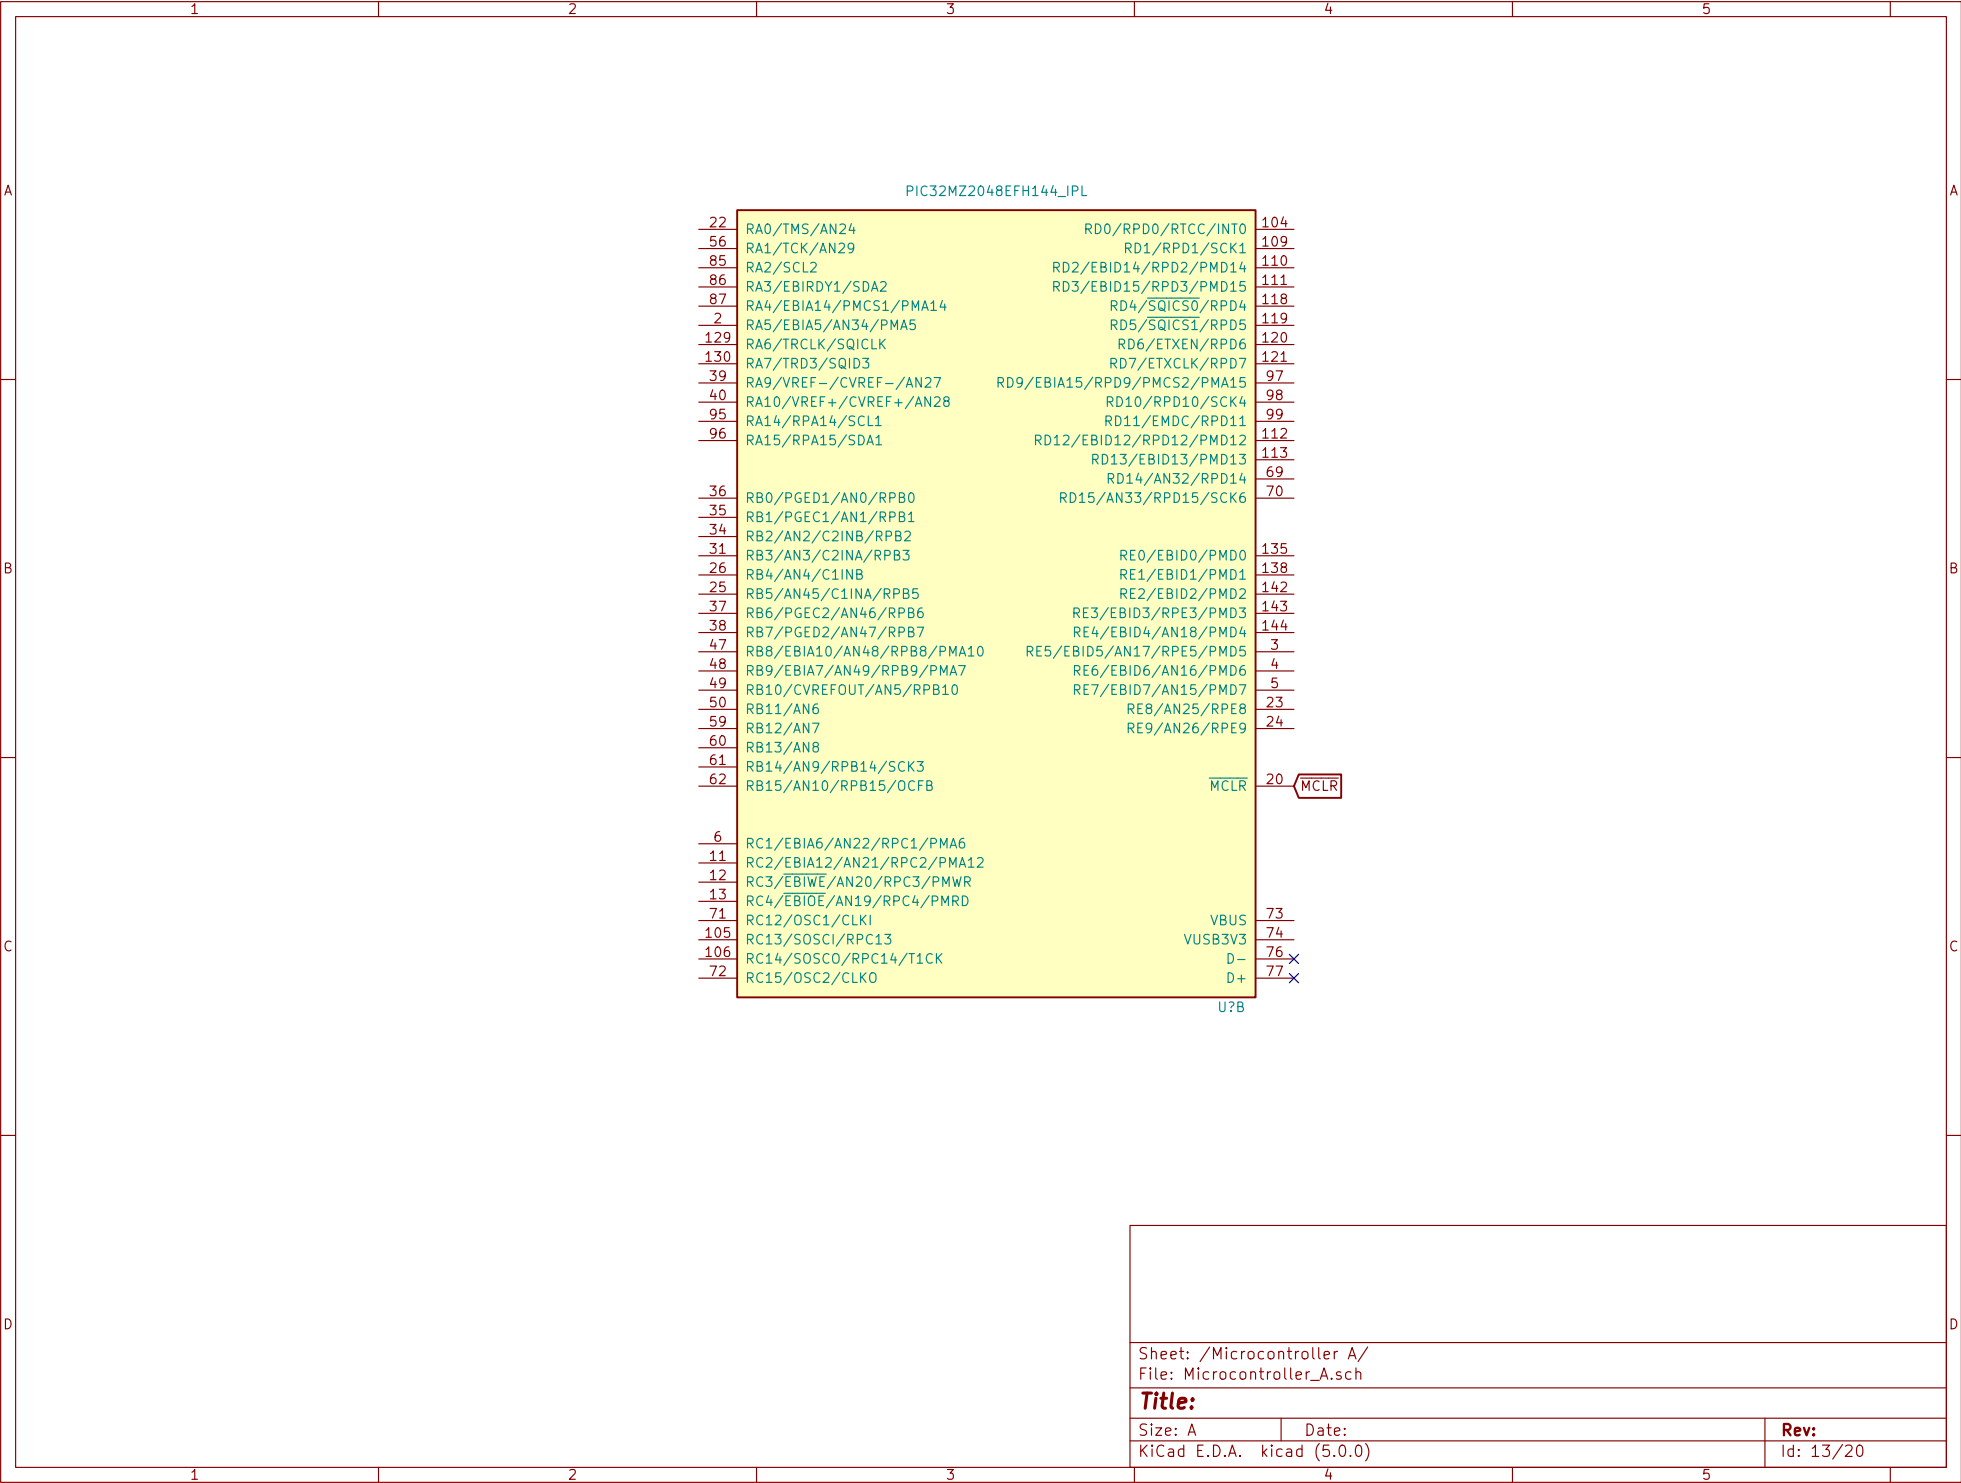 1 2 3 4 5
A A
PIC32MZ2048EFH144_IPL
22 RA0/TMS/AN24 RD0/RPD0/RTCC/INT0 104
56 RA1/TCK/AN29 RD1/RPD1/SCK1 109
85 RA2/SCL2 RD2/EBID14/RPD2/PMD14 110
86 RA3/EBIRDY1/SDA2 RD3/EBID15/RPD3/PMD15 111
87 RA4/EBIA14/PMCS1/PMA14 RD4/SQICS0/RPD4 118
2 RA5/EBIA5/AN34/PMA5 RD5/SQICS1/RPD5 119
129 RA6/TRCLK/SQICLK RD6/ETXEN/RPD6 120
130 RA7/TRD3/SQID3 RD7/ETXCLK/RPD7 121
39 RA9/VREF-/CVREF-/AN27 RD9/EBIA15/RPD9/PMCS2/PMA15 97
40 RA10/VREF+/CVREF+/AN28 RD10/RPD10/SCK4 98
95 RA14/RPA14/SCL1 RD11/EMDC/RPD11 99
96 RA15/RPA15/SDA1 RD12/EBID12/RPD12/PMD12 112
RD13/EBID13/PMD13 113
RD14/AN32/RPD14 69
36 RB0/PGED1/AN0/RPB0 RD15/AN33/RPD15/SCK6 70
35 RB1/PGEC1/AN1/RPB1
34 RB2/AN2/C2INB/RPB2
31 RB3/AN3/C2INA/RPB3 RE0/EBID0/PMD0 135
B B
26 RB4/AN4/C1INB RE1/EBID1/PMD1 138
25 RB5/AN45/C1INA/RPB5 RE2/EBID2/PMD2 142
37 RB6/PGEC2/AN46/RPB6 RE3/EBID3/RPE3/PMD3 143
38 RB7/PGED2/AN47/RPB7 RE4/EBID4/AN18/PMD4 144
47 RB8/EBIA10/AN48/RPB8/PMA10 RE5/EBID5/AN17/RPE5/PMD5 3
48 RB9/EBIA7/AN49/RPB9/PMA7 RE6/EBID6/AN16/PMD6 4
49 RB10/CVREFOUT/AN5/RPB10 RE7/EBID7/AN15/PMD7 5
50 RB11/AN6 RE8/AN25/RPE8 23
59 RB12/AN7 RE9/AN26/RPE9 24
60 RB13/AN8
61 RB14/AN9/RPB14/SCK3
62 RB15/AN10/RPB15/OCFB MCLR 20 MCLR
6 RC1/EBIA6/AN22/RPC1/PMA6
11 RC2/EBIA12/AN21/RPC2/PMA12
12 RC3/EBIWE/AN20/RPC3/PMWR
13 RC4/EBIOE/AN19/RPC4/PMRD
71 RC12/OSC1/CLKI VBUS 73
105 RC13/SOSCI/RPC13 VUSB3V3 74
C C
106 RC14/SOSCO/RPC14/T1CK D- 76
72 RC15/OSC2/CLKO D+ 77
U?B
D D
Sheet: /Microcontroller A/
File: Microcontroller_A.sch
Title:
Size: A Date: Rev:
KiCad E.D.A. kicad (5.0.0) Id: 13/20
1 2 3 4 5